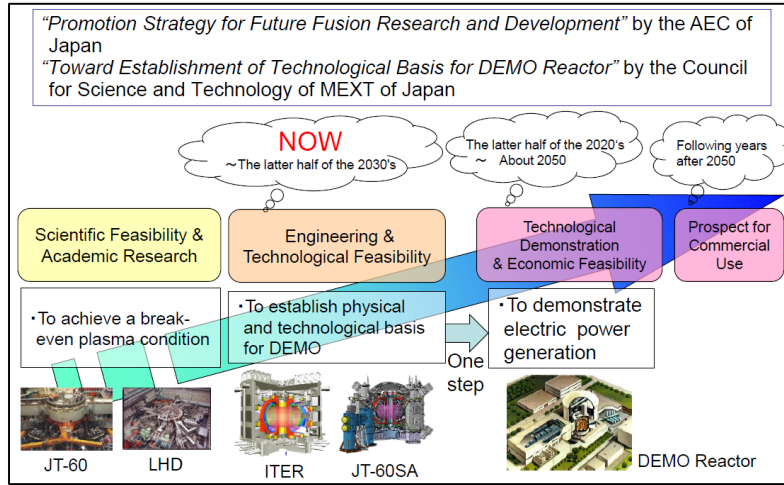 “Promotion Strategy for Future Fusion Research and Development” by the AEC of
Japan
“Toward Establishment of Technological Basis for DEMO Reactor” by the Council
for Science and Technology of MEXT of Japan
NOW
～The latter half of the 2030's
The latter half of the 2020's
～ About 2050
Following years
after 2050
Scientific Feasibility &
Academic Research
Engineering &
Technological Feasibility
Technological
Demonstration
& Economic Feasibility
Prospect for
Commercial
Use
・To achieve a break-
even plasma condition
・To establish physical
and technological basis
for DEMO
One
step
・To demonstrate
electric power
generation
JT-60
LHD
ITER
JT-60SA
DEMO Reactor